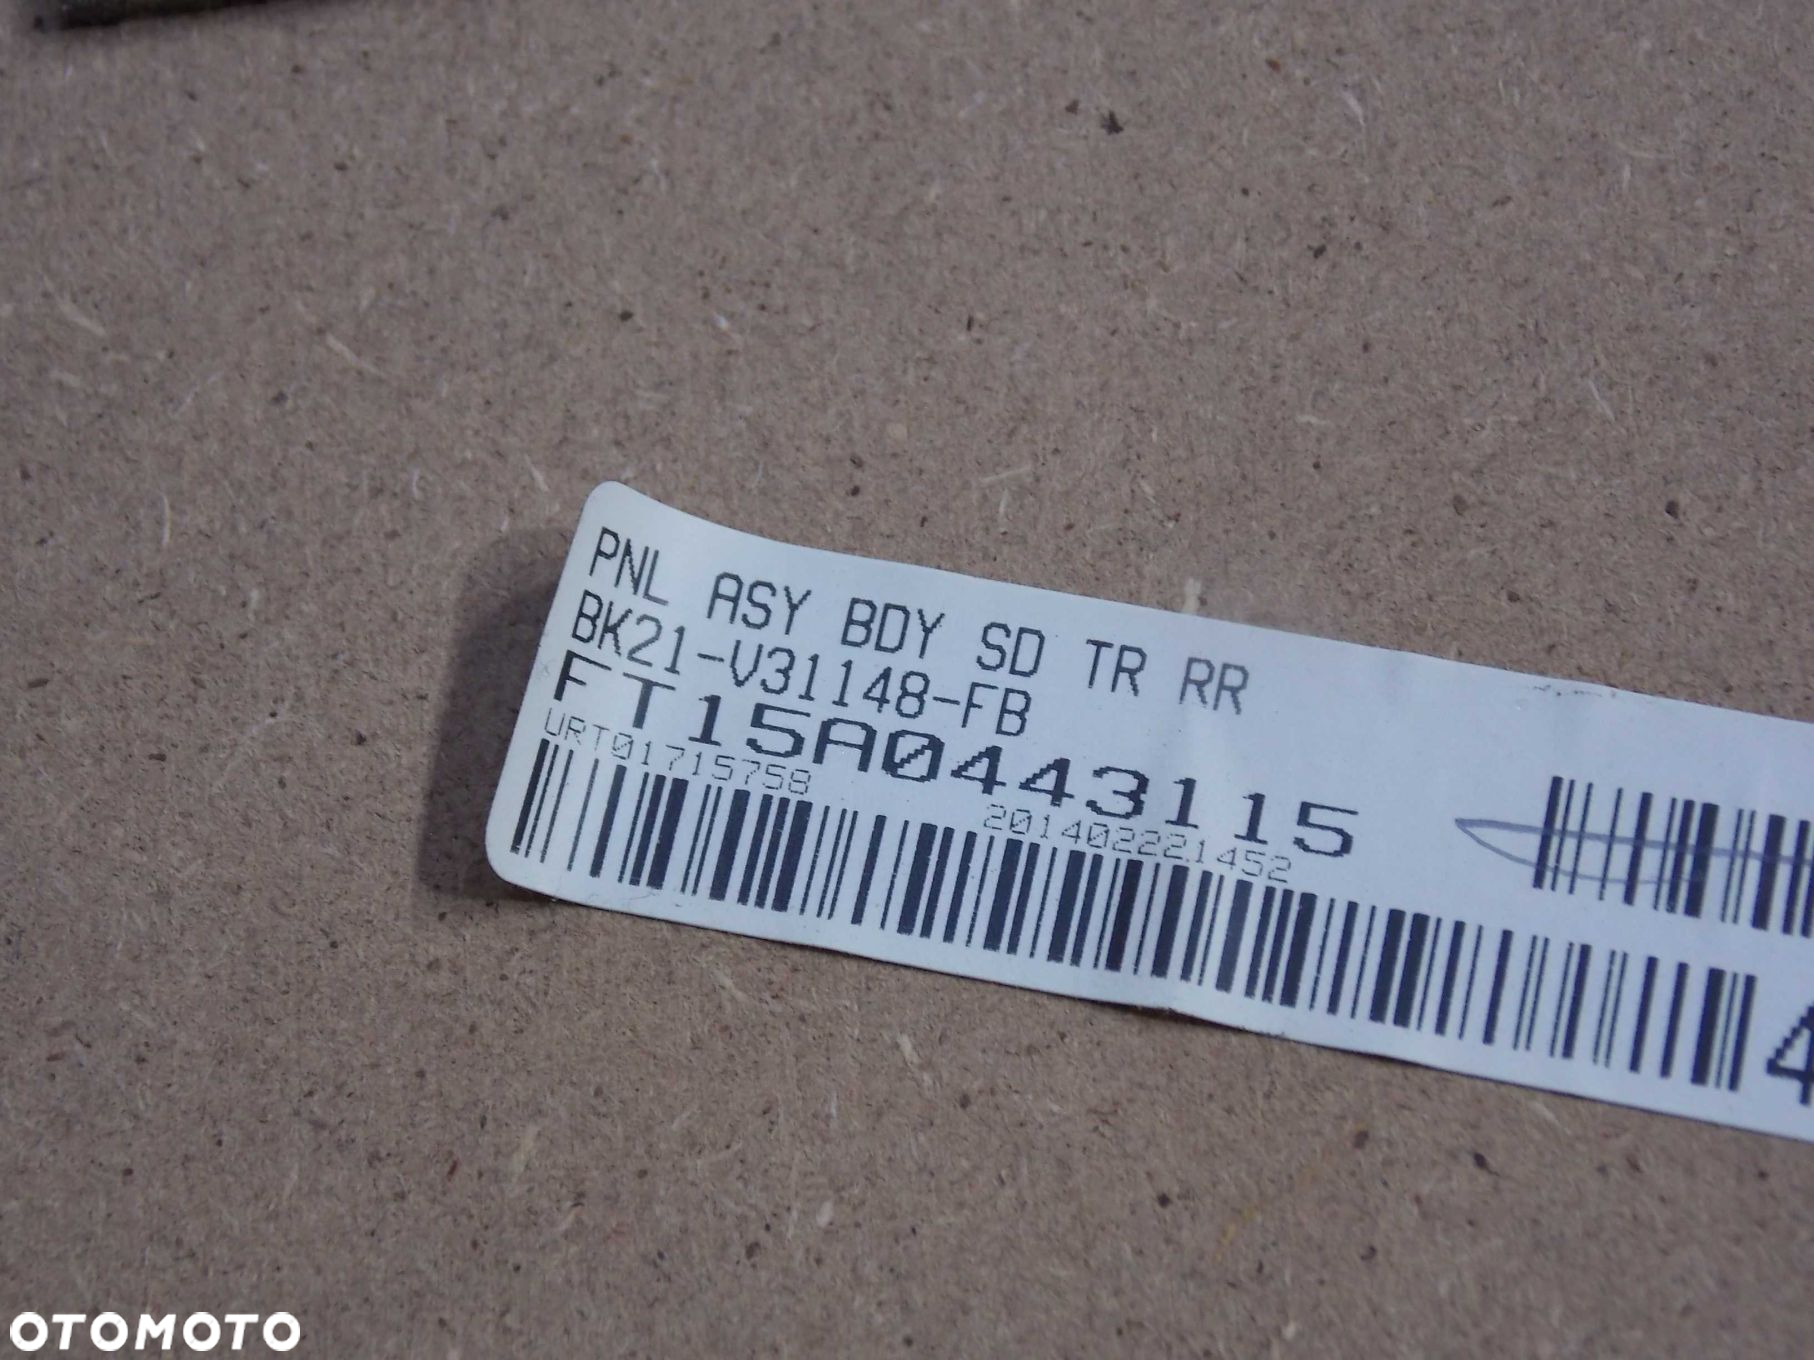 PNL ASY BDY SD TR RR
BK21-V31148-FB
FT15A0443115
URT01715758
201402221452
4
OTOMOTO